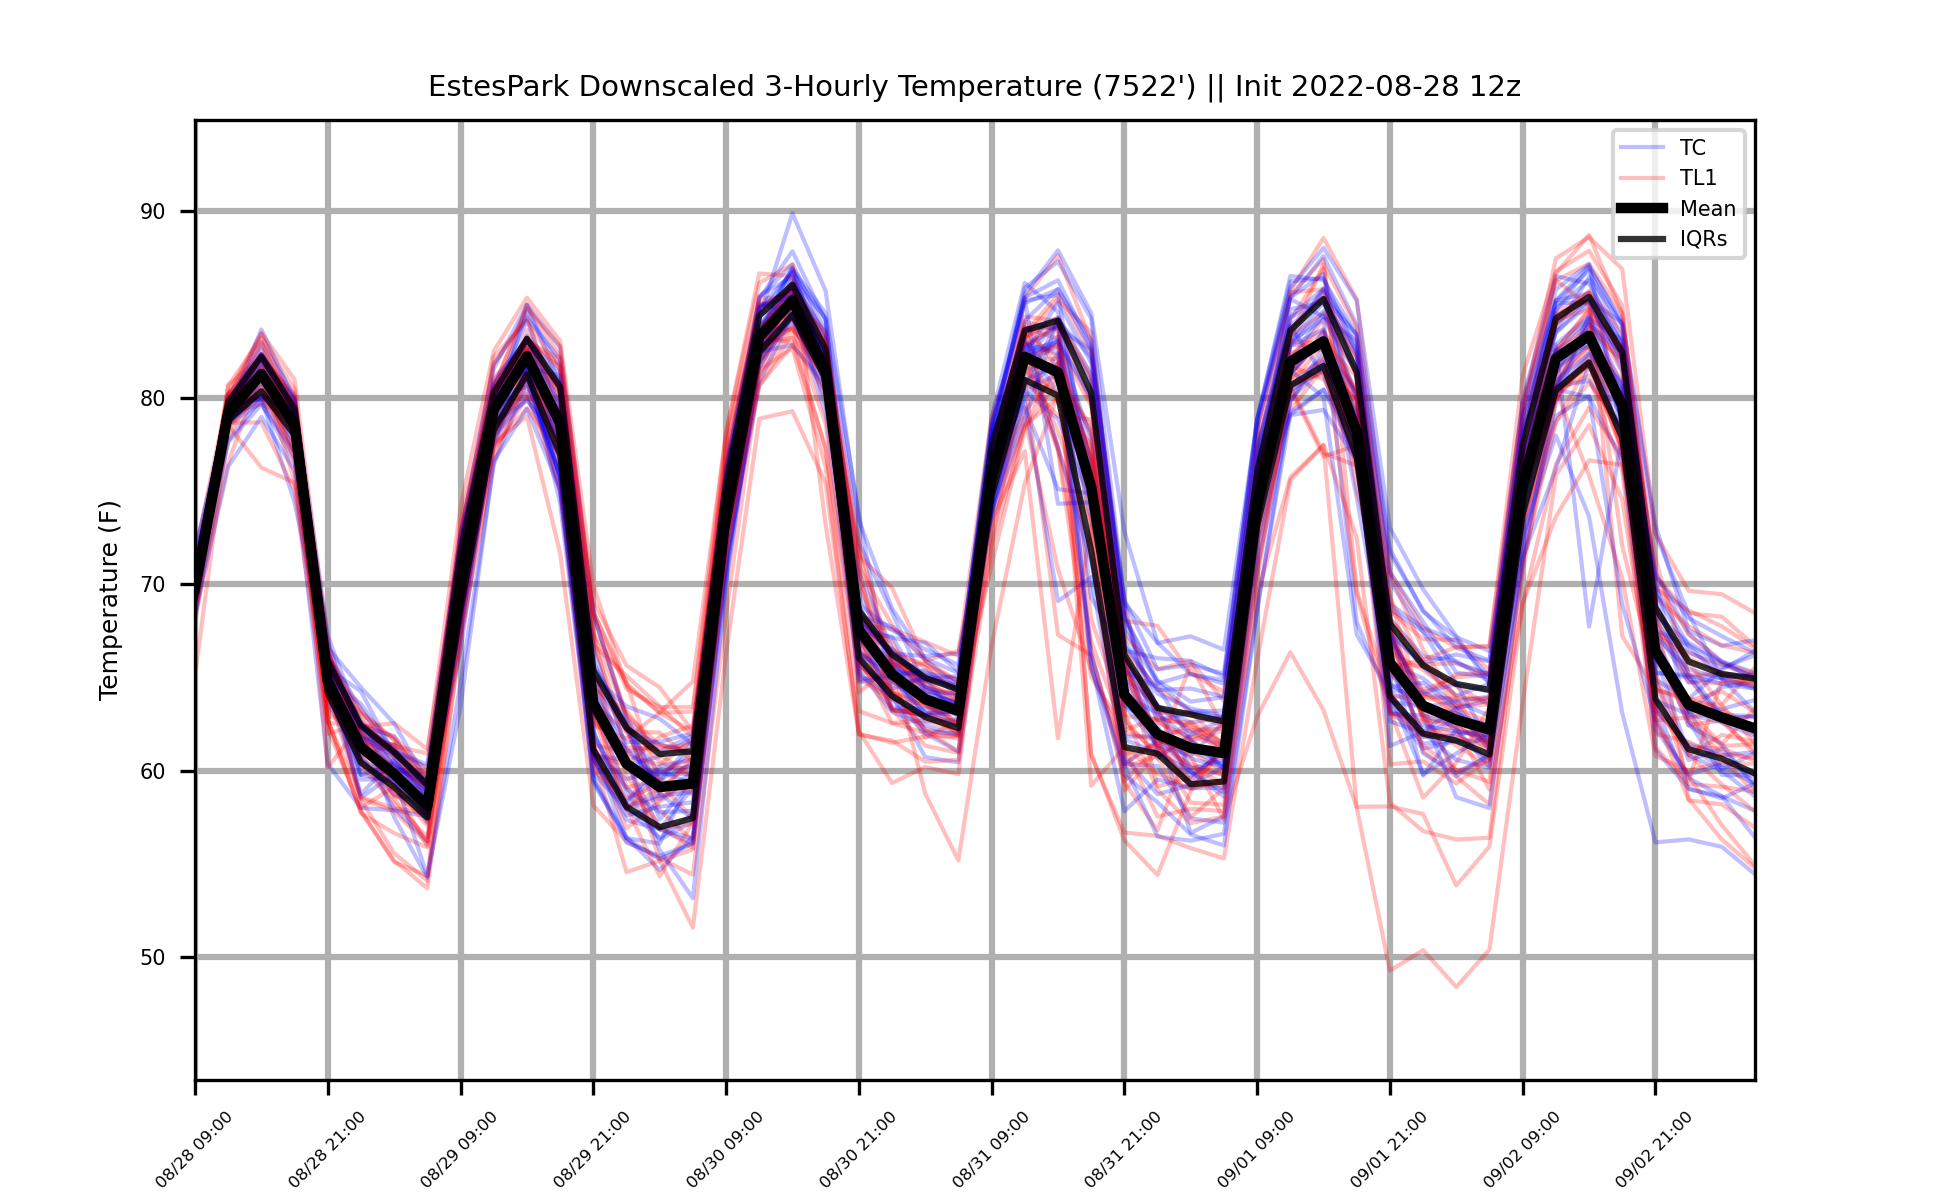 EstesPark Downscaled 3-Hourly Temperature (7522') || Init 2022-08-28 12z
TC
TL1
Mean
IQRs
Temperature (F)
90
80
70
60
50
08/28 09:00
08/28 21:00
08/29 09:00
08/29 21:00
08/30 09:00
08/30 21:00
08/31 09:00
08/31 21:00
09/01 09:00
09/01 21:00
09/02 09:00
09/02 21:00